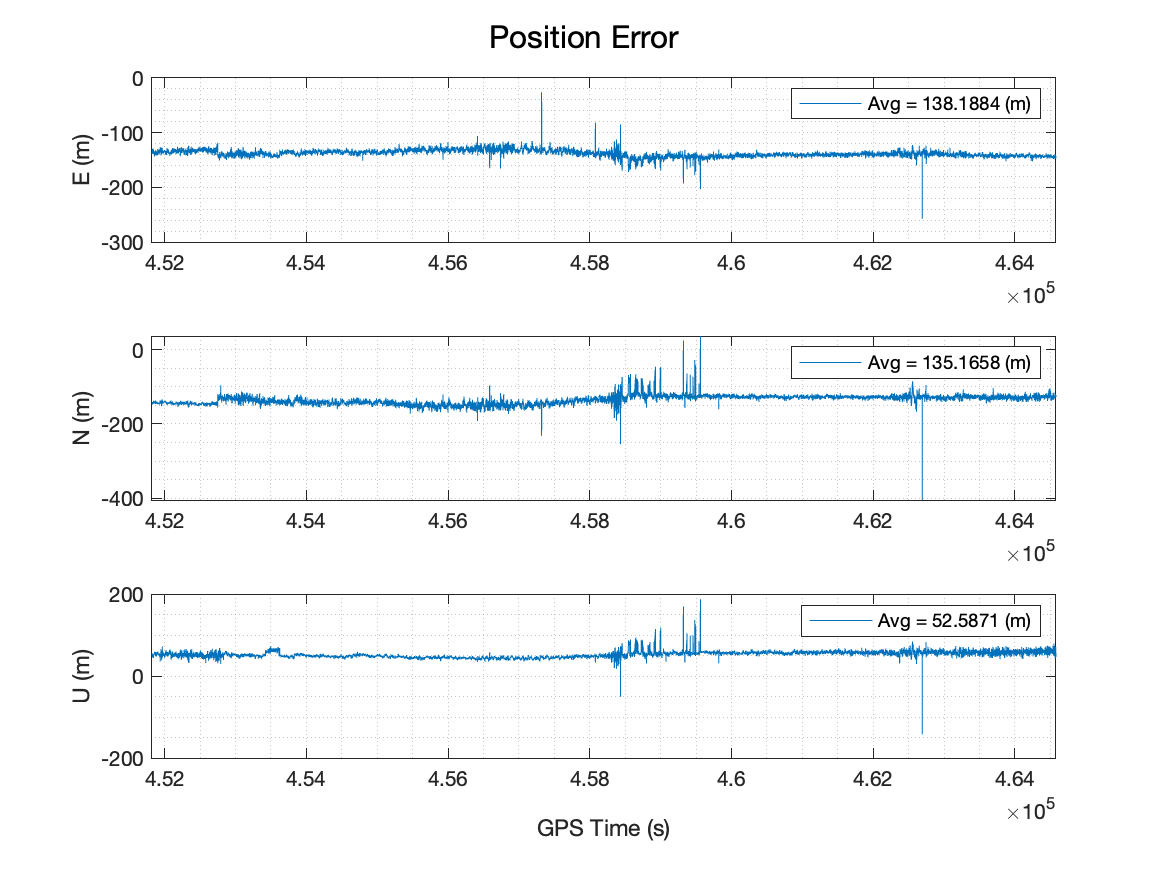 Position Error
Avg = 138.1884 (m)
E (m)
0
-100
-200
-300
4.52 4.54 4.56 4.58 4.6 4.62 4.64
×10^5
Avg = 135.1658 (m)
N (m)
0
-200
-400
4.52 4.54 4.56 4.58 4.6 4.62 4.64
×10^5
Avg = 52.5871 (m)
U (m)
200
0
-200
4.52 4.54 4.56 4.58 4.6 4.62 4.64
×10^5
GPS Time (s)